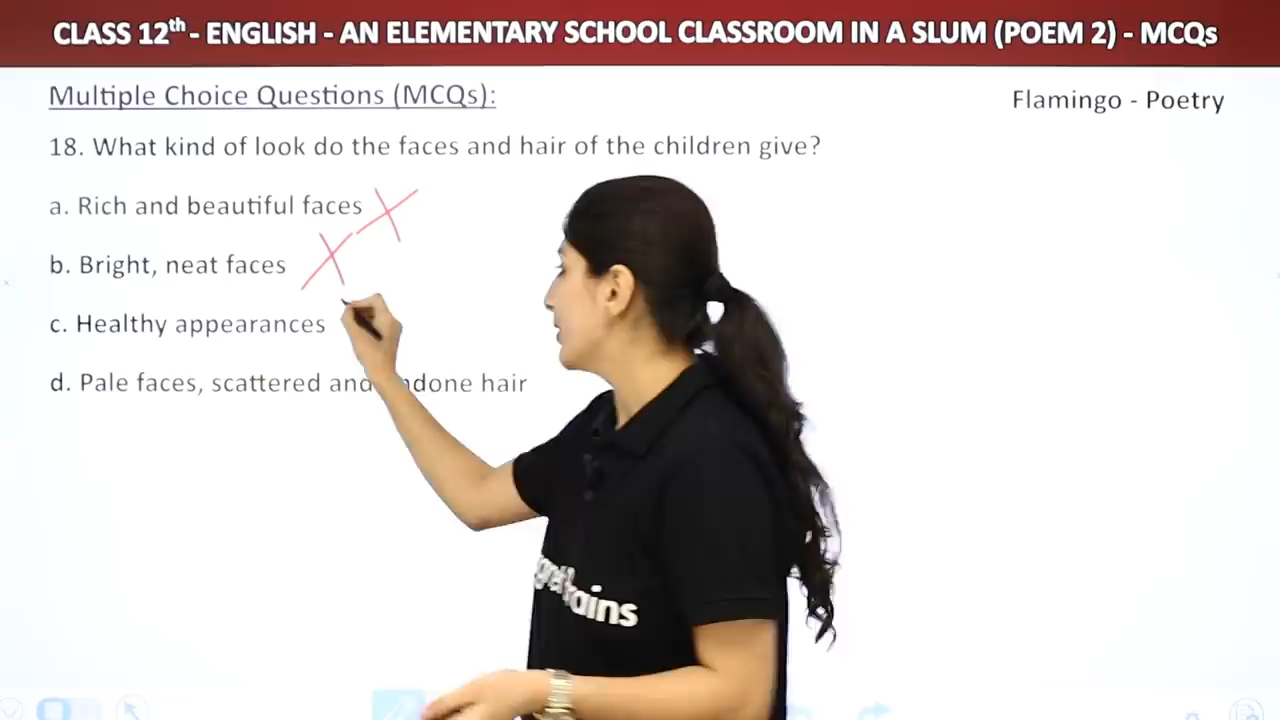 CLASS 12th - ENGLISH - AN ELEMENTARY SCHOOL CLASSROOM IN A SLUM (POEM 2) - MCQs
Multiple Choice Questions (MCQs):
Flamingo - Poetry
18. What kind of look do the faces and hair of the children give?
a. Rich and beautiful faces
b. Bright, neat faces
c. Healthy appearances
d. Pale faces, scattered and undone hair